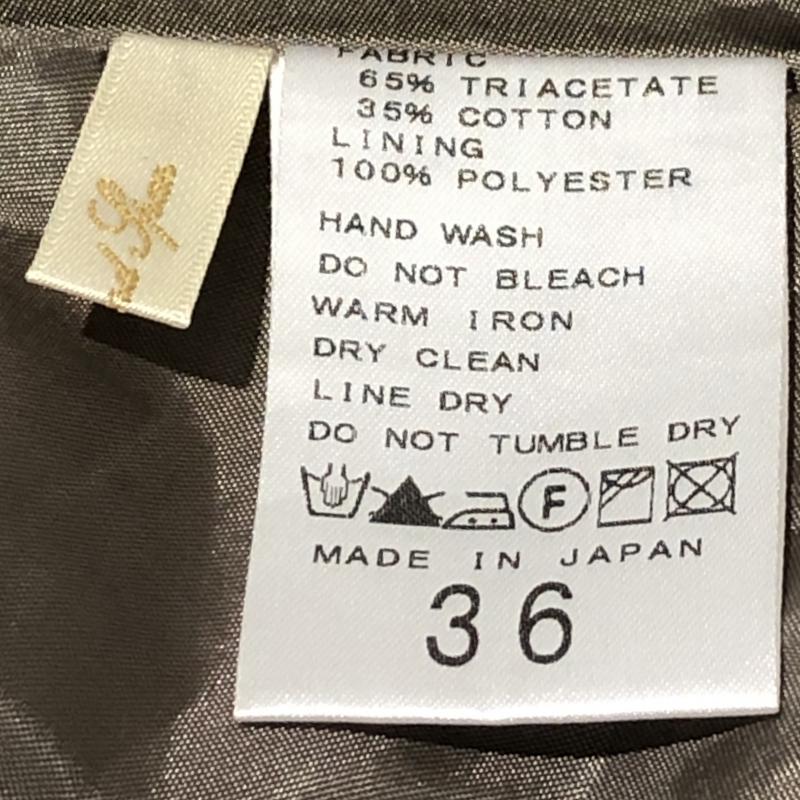 FABRIC
65% TRIACETATE
35% COTTON
LINING
100% POLYESTER
HAND WASH
DO NOT BLEACH
WARM IRON
DRY CLEAN
LINE DRY
DO NOT TUMBLE DRY
F
MADE IN JAPAN
36